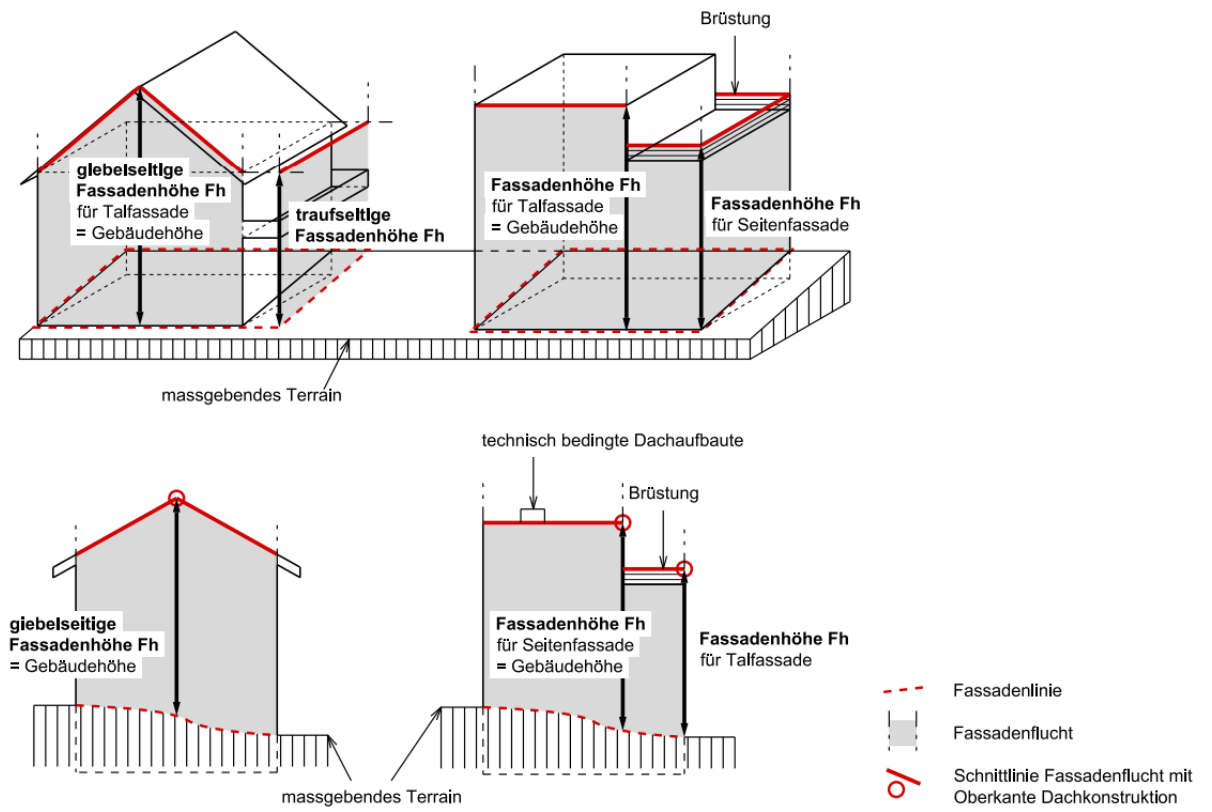 Brüstung
giebelseitige
Fassadenhöhe Fh
für Talfassade
= Gebäudehöhe
traufseitige
Fassadenhöhe Fh
Fassadenhöhe Fh
für Talfassade
= Gebäudehöhe
Fassadenhöhe Fh
für Seitenfassade
massgebendes Terrain
technisch bedingte Dachaufbaute
Brüstung
giebelseitige
Fassadenhöhe Fh
= Gebäudehöhe
Fassadenhöhe Fh
für Seitenfassade
= Gebäudehöhe
Fassadenhöhe Fh
für Talfassade
massgebendes Terrain
Fassadenlinie
Fassadenflucht
Schnittlinie Fassadenflucht mit
Oberkante Dachkonstruktion